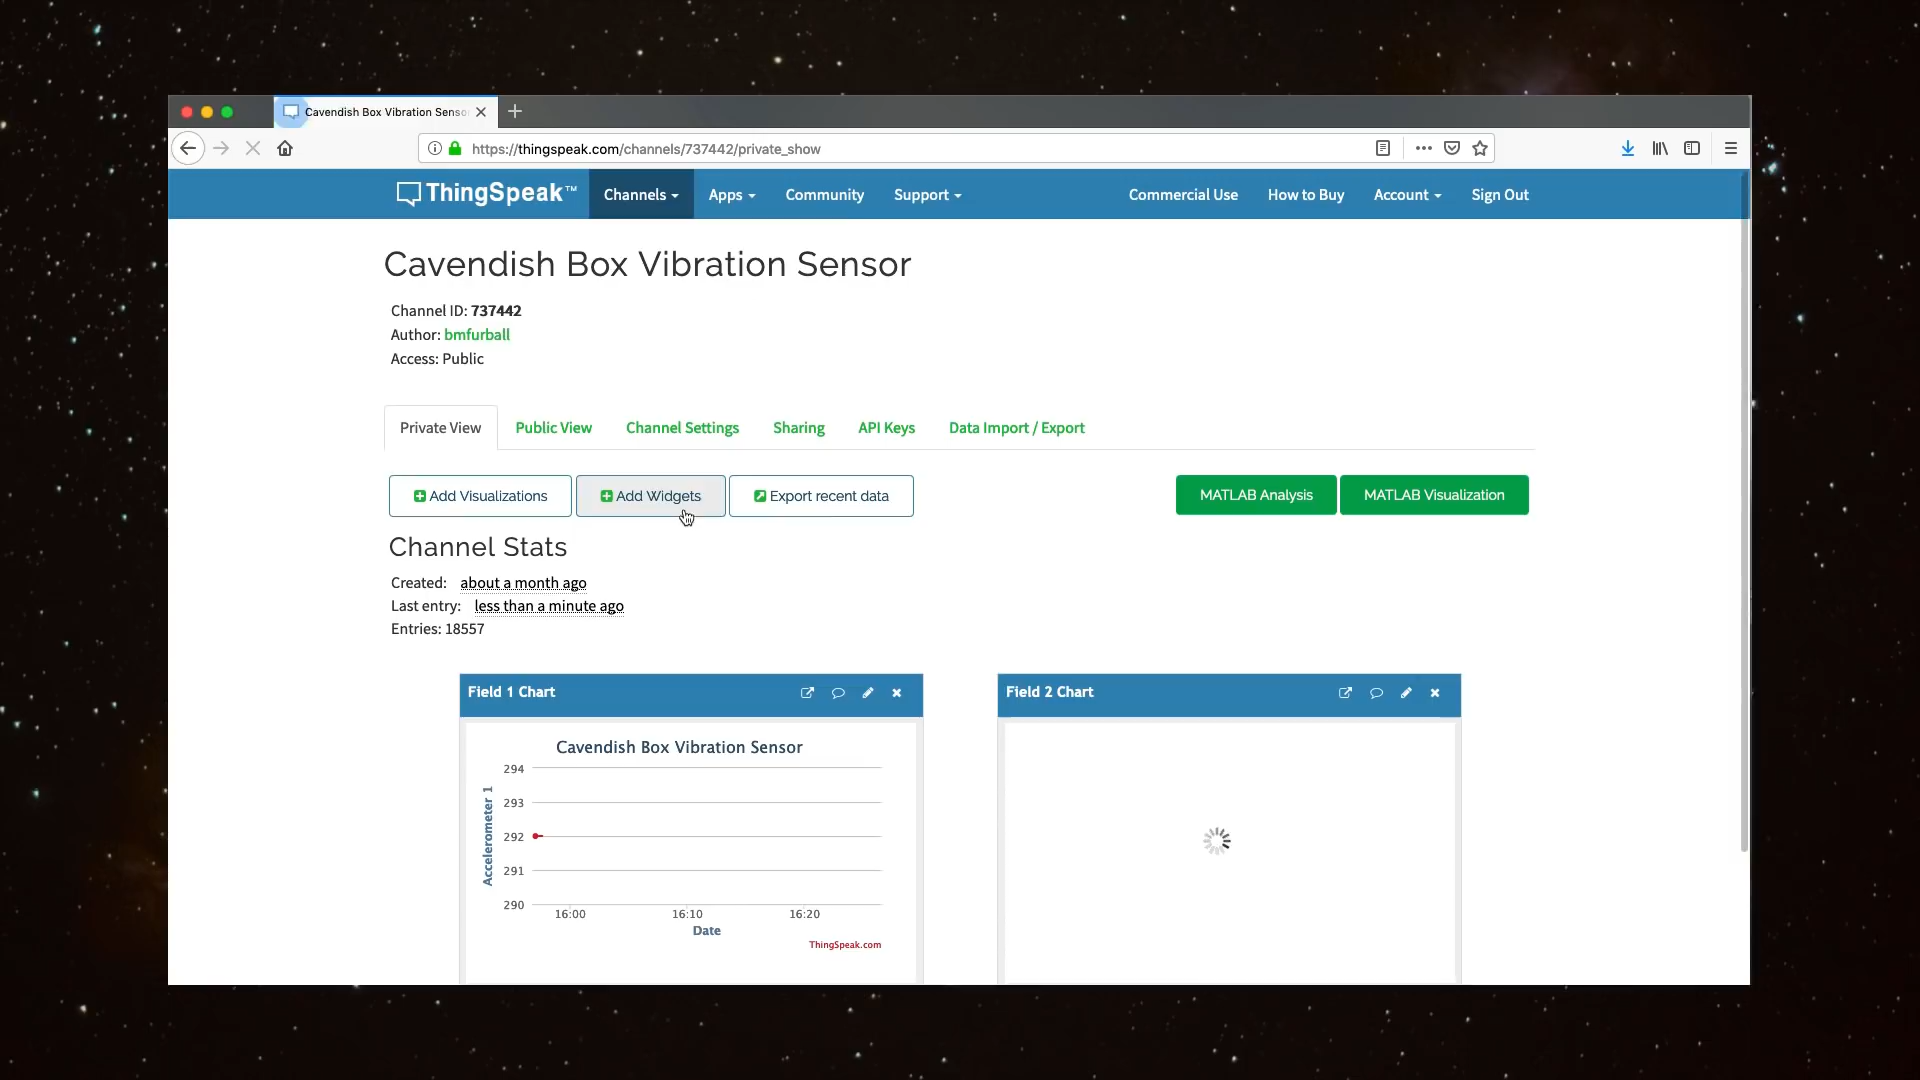 Cavendish Box Vibration Senso
https://thingspeak.com/channels/737442/private_show
ThingSpeak™ Channels Apps Community Support Commercial Use How to Buy Account Sign Out
Cavendish Box Vibration Sensor
Channel ID: 737442
Author: bmfurball
Access: Public
Private View Public View Channel Settings Sharing API Keys Data Import / Export
Add Visualizations Add Widgets Export recent data MATLAB Analysis MATLAB Visualization
Channel Stats
Created: about a month ago
Last entry: less than a minute ago
Entries: 18557
Field 1 Chart
Cavendish Box Vibration Sensor
Accelerometer 1
294
293
292
291
290
16:00 16:10 16:20
Date
ThingSpeak.com
Field 2 Chart